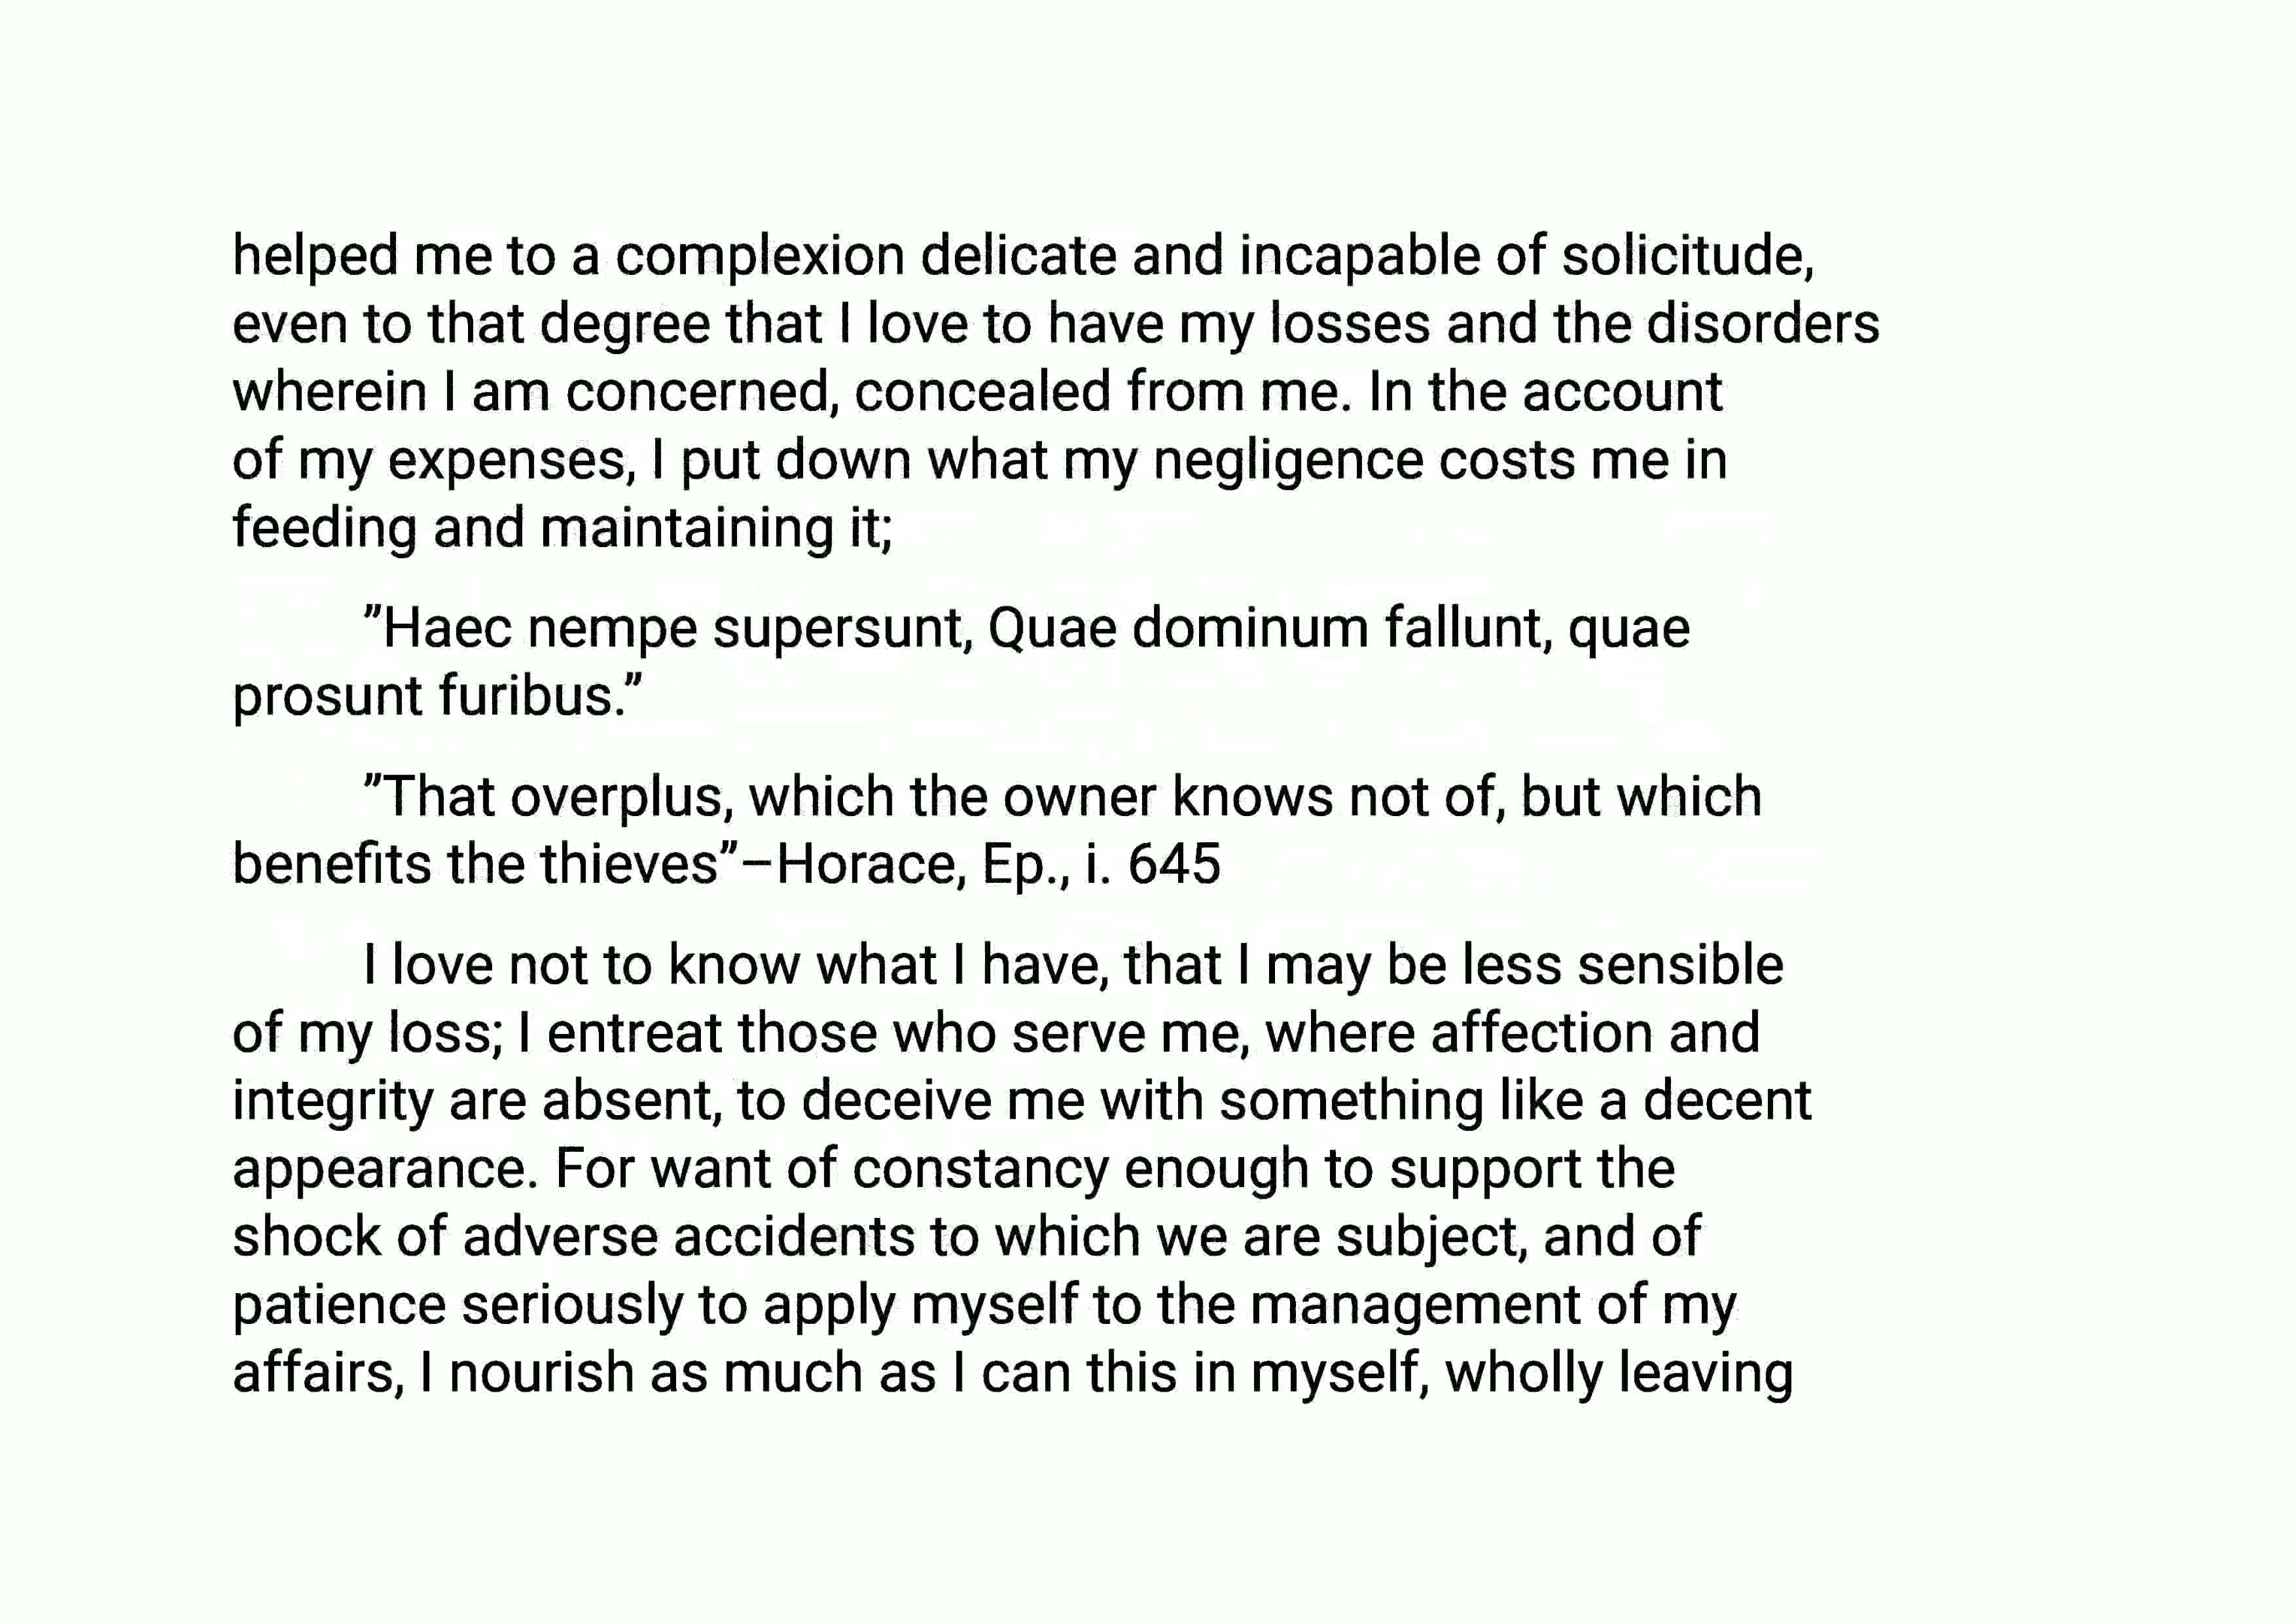 helped me to a complexion delicate and incapable of solicitude,
even to that degree that I love to have my losses and the disorders
wherein I am concerned, concealed from me. In the account
of my expenses, I put down what my negligence costs me in
feeding and maintaining it;
”Haec nempe supersunt, Quae dominum fallunt, quae
prosunt furibus.”
”That overplus, which the owner knows not of, but which
benefits the thieves”–Horace, Ep., i. 645
I love not to know what I have, that I may be less sensible
of my loss; I entreat those who serve me, where affection and
integrity are absent, to deceive me with something like a decent
appearance. For want of constancy enough to support the
shock of adverse accidents to which we are subject, and of
patience seriously to apply myself to the management of my
affairs, I nourish as much as I can this in myself, wholly leaving